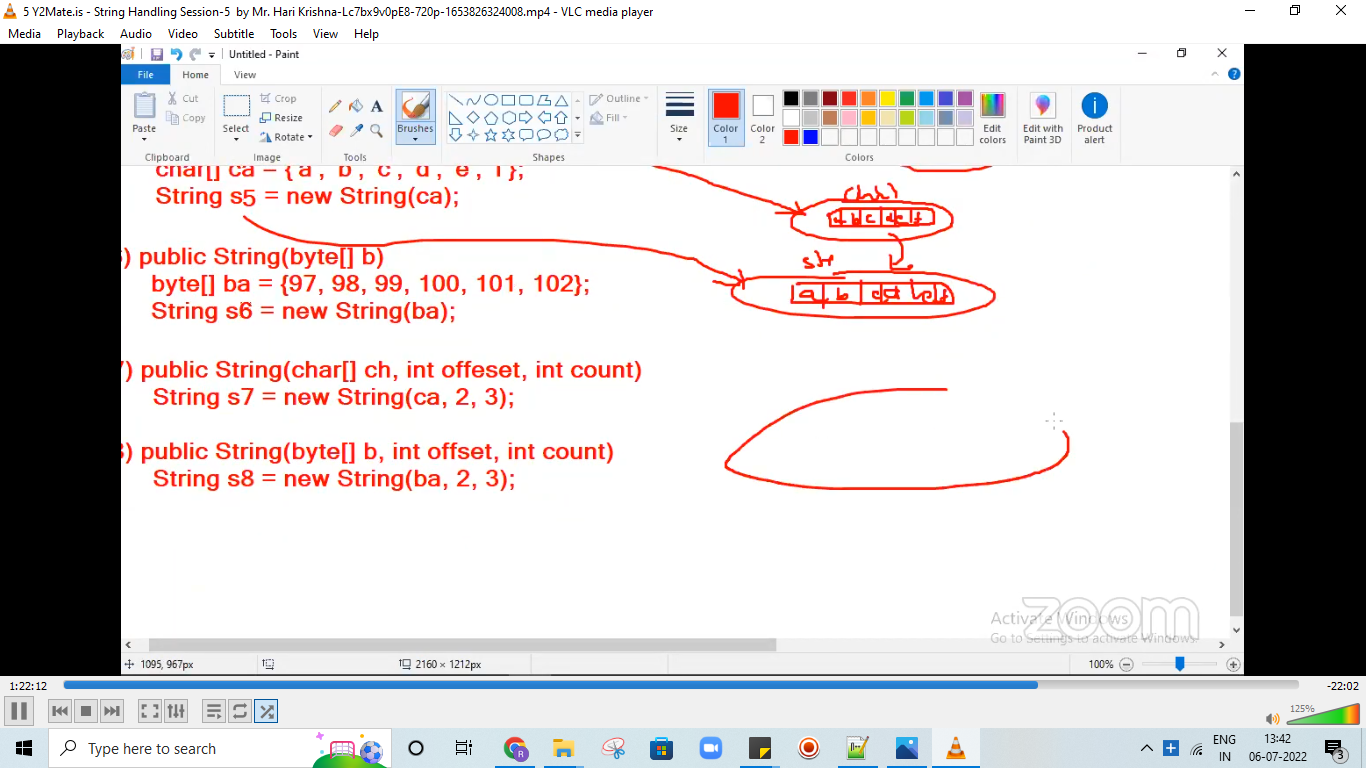 5 Y2Mate.is - String Handling Session-5 by Mr. Hari Krishna-Lc7bx9v0pE8-720p-1653826324008.mp4 - VLC media player
Media Playback Audio Video Subtitle Tools View Help
Untitled - Paint
File Home View
Paste Cut Copy Select Crop Resize Rotate Brushes Outline Fill Size Color 1 Color 2 Edit colors Edit with Paint 3D Product alert
Clipboard Image Tools Shapes Colors
char[] ca = {'a', 'b', 'c', 'd', 'e', 'f'};
String s5 = new String(ca);
) public String(byte[] b)
byte[] ba = {97, 98, 99, 100, 101, 102};
String s6 = new String(ba);
7) public String(char[] ch, int offeset, int count)
String s7 = new String(ca, 2, 3);
) public String(byte[] b, int offset, int count)
String s8 = new String(ba, 2, 3);
zoom
Activate Windows
Go to Settings to activate Windows.
1095, 967px 2160 × 1212px 100%
1:22:12 -22:02
125%
Type here to search
ENG
IN
13:42
06-07-2022
3